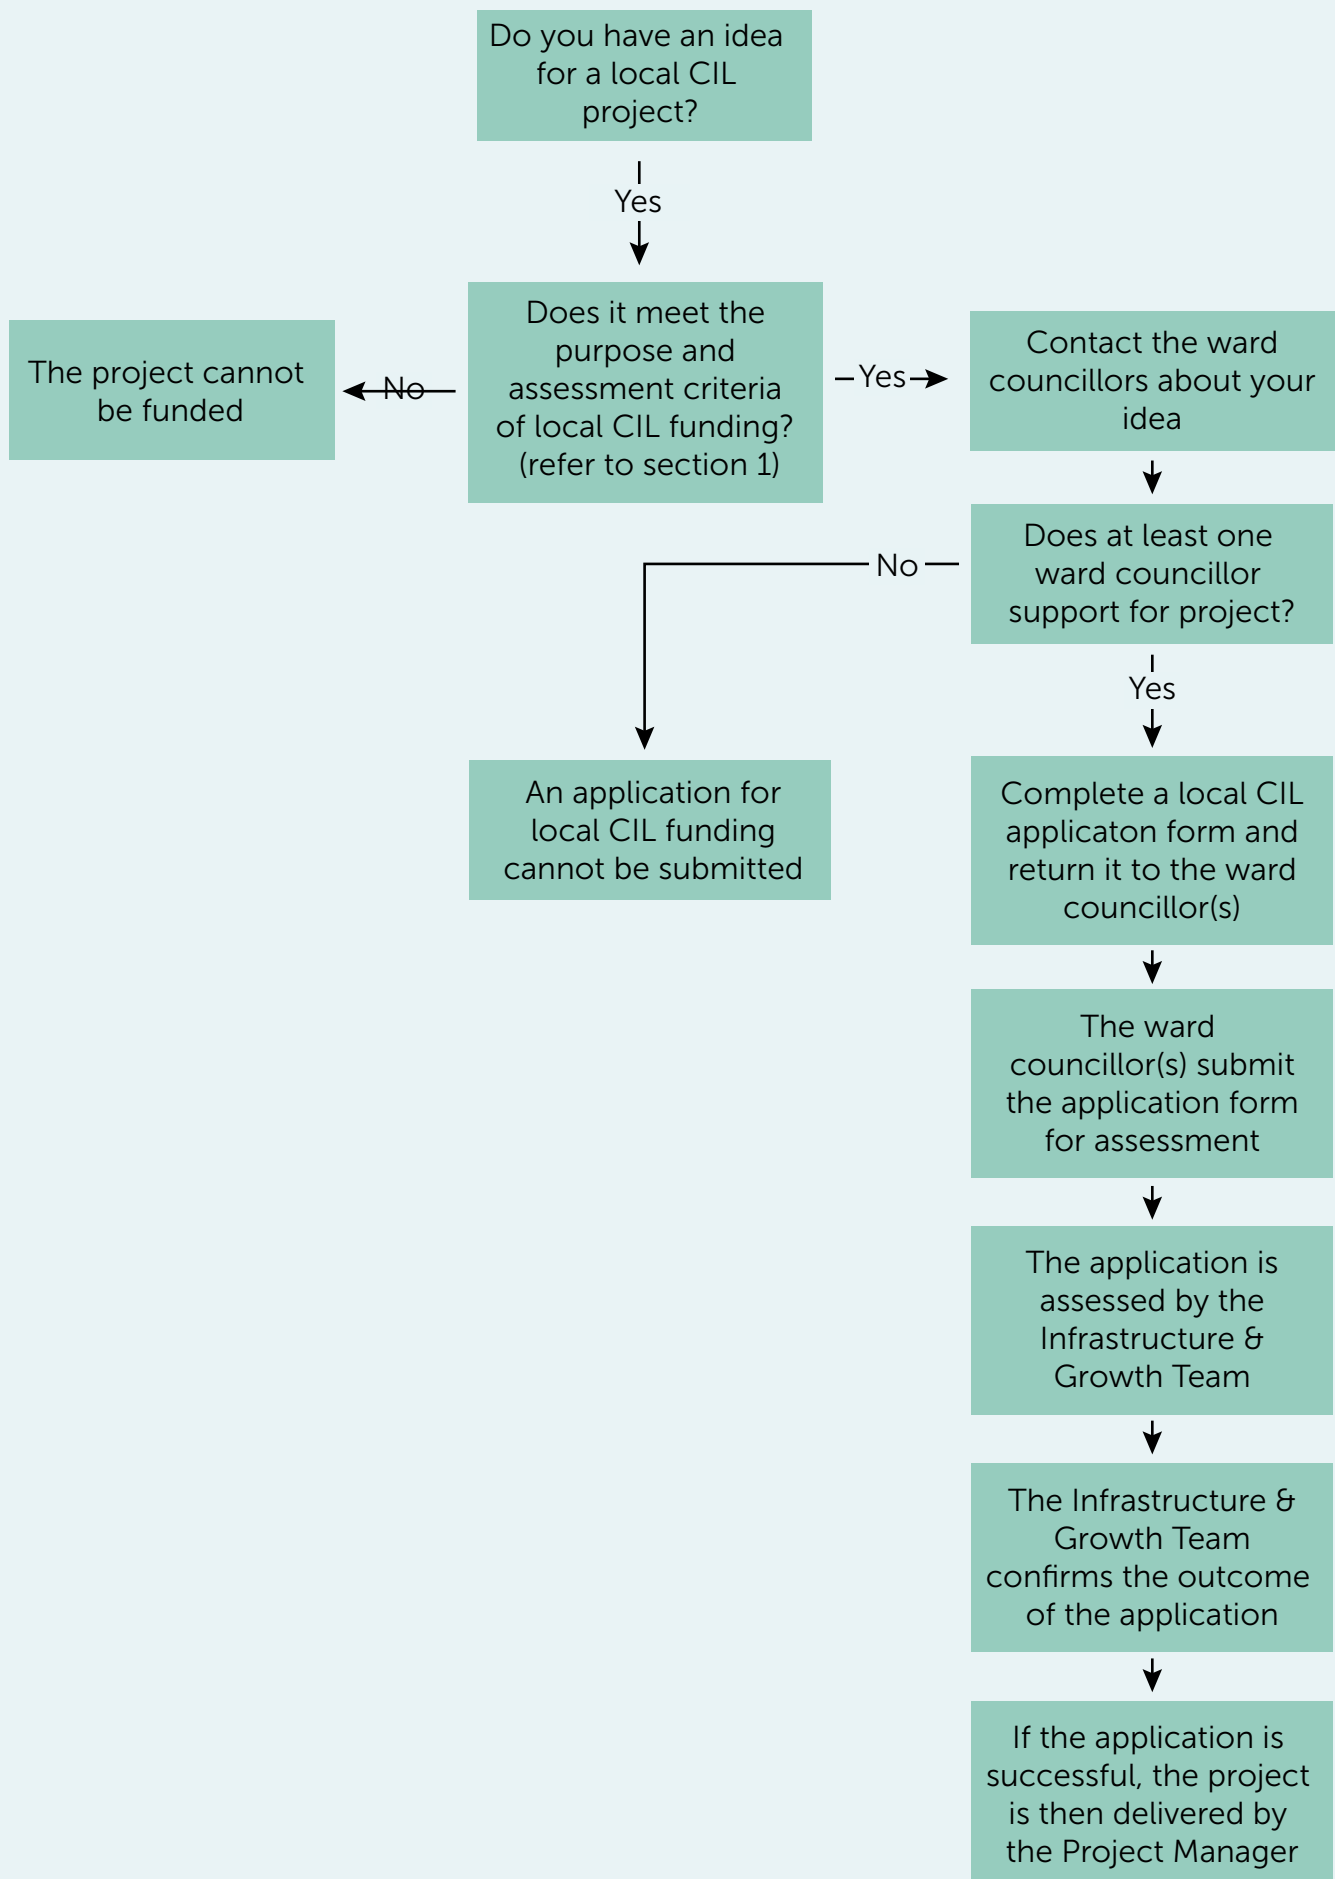 Do you have an idea
for a local CIL
project?
Yes
Does it meet the
purpose and
assessment criteria
of local CIL funding?
(refer to section 1)
No
The project cannot
be funded
Yes
Contact the ward
councillors about your
idea
Does at least one
ward councillor
support for project?
No
An application for
local CIL funding
cannot be submitted
Yes
Complete a local CIL
applicaton form and
return it to the ward
councillor(s)
The ward
councillor(s) submit
the application form
for assessment
The application is
assessed by the
Infrastructure &
Growth Team
The Infrastructure &
Growth Team
confirms the outcome
of the application
If the application is
successful, the project
is then delivered by
the Project Manager